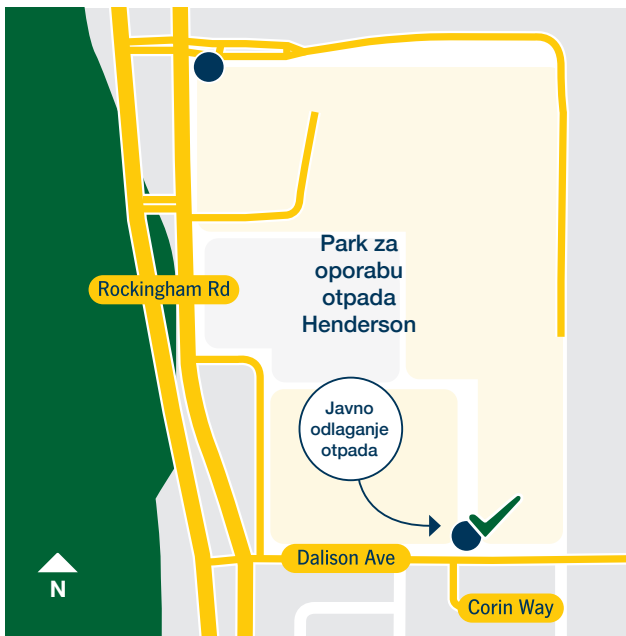 Park za
oporabu
otpada
Henderson
Rockingham Rd
Javno
odlaganje
otpada
Dalison Ave
N
Corin Way